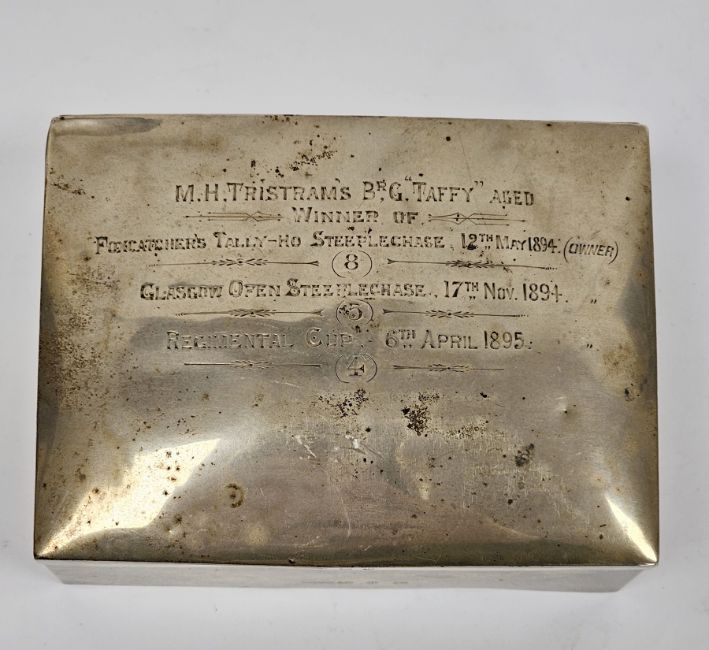 M.H. TRISTRAM'S BR. G. "TAFFY" AGED
WINNER OF
FOXCATCHER'S TALLY-HO STEEPLECHASE, 12TH MAY 1894. (OWNER)
8
GLASGOW OPEN STEEPLECHASE, 17TH NOV. 1894. "
5
REGIMENTAL CUP - 6TH APRIL 1895. "
4